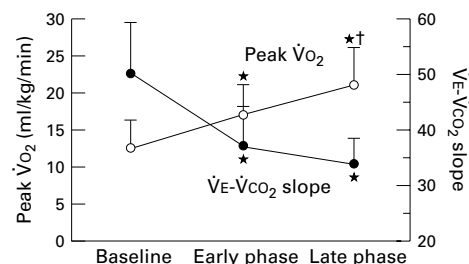 30
25
20
15
10
5
0
Peak V̇O₂ (ml/kg/min)
★†
Peak V̇O₂
★
★
V̇E-V̇CO₂ slope
★
60
50
40
30
20
V̇E-V̇CO₂
slope
Baseline Early phase Late phase